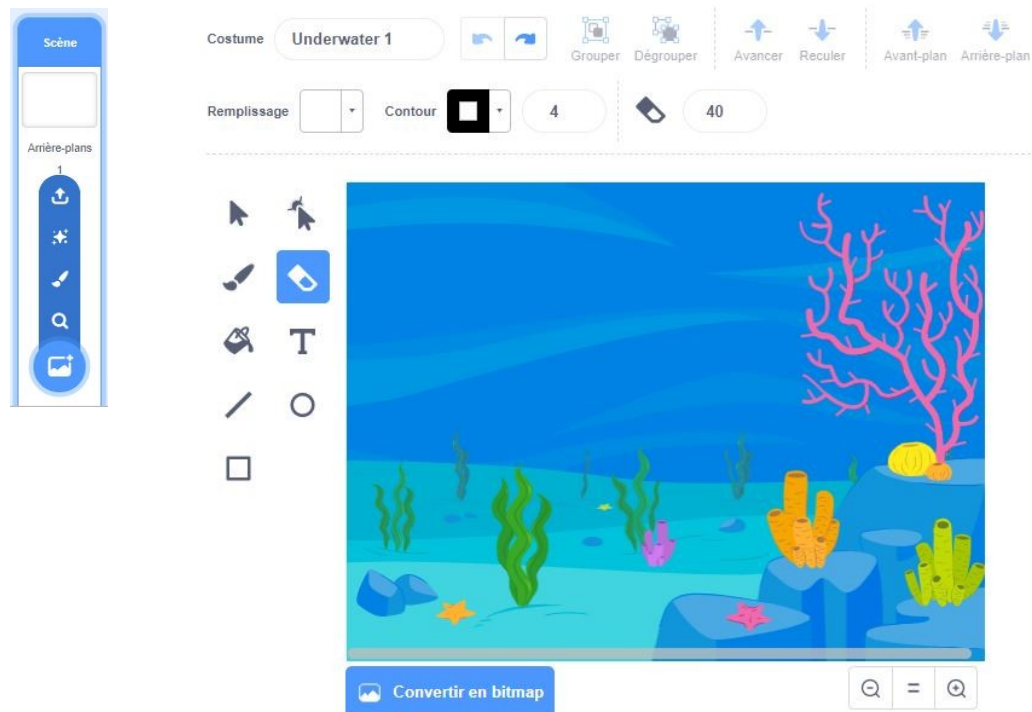 Scène
Arrière-plans
1
Costume Underwater 1
Grouper Dégrouper Avancer Reculer Avant-plan Arrière-plan
Remplissage Contour 4 40
T
Convertir en bitmap
=